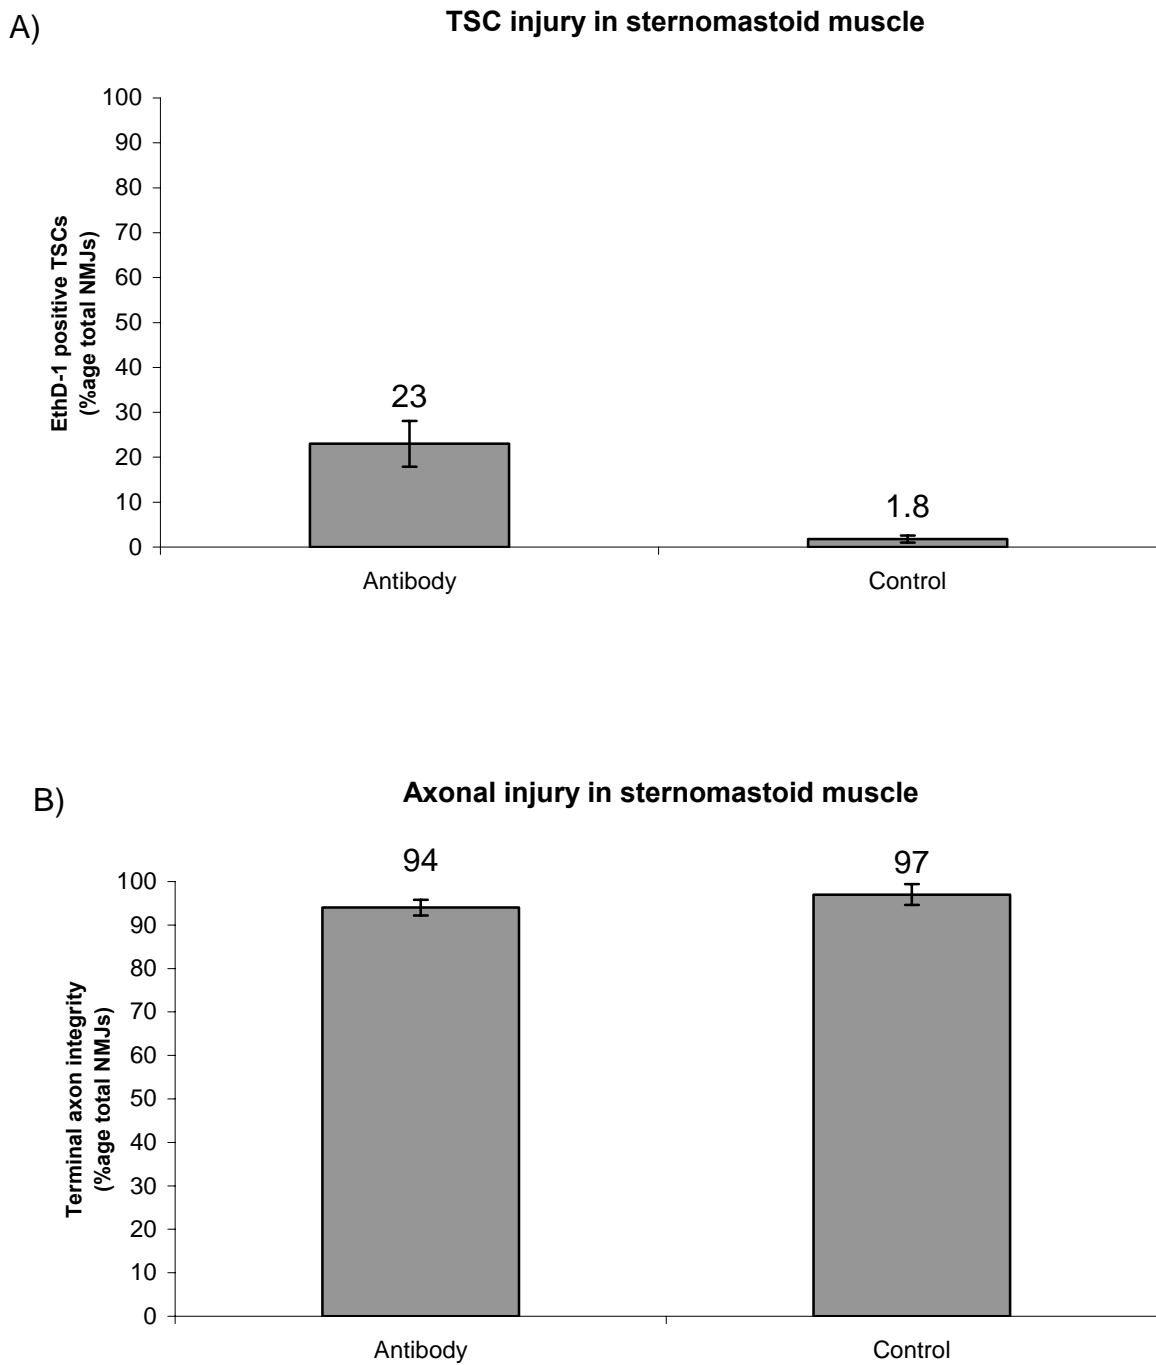 A)
TSC injury in sternomastoid muscle
EthD-1 positive TSCs
(%age total NMJs)
100
90
80
70
60
50
40
30
20
10
0
23
1.8
Antibody
Control
B)
Axonal injury in sternomastoid muscle
Terminal axon integrity
(%age total NMJs)
100
90
80
70
60
50
40
30
20
10
0
94
97
Antibody
Control